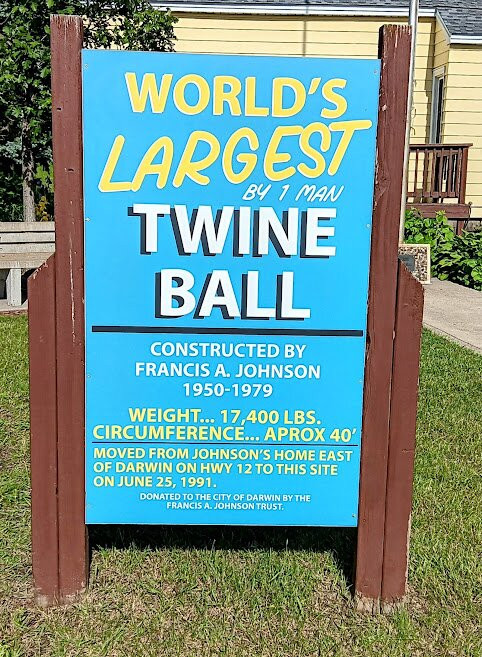 WORLD'S
LARGEST
BY 1 MAN
TWINE
BALL
CONSTRUCTED BY
FRANCIS A. JOHNSON
1950-1979
WEIGHT... 17,400 LBS.
CIRCUMFERENCE... APROX 40'
MOVED FROM JOHNSON'S HOME EAST
OF DARWIN ON HWY 12 TO THIS SITE
ON JUNE 25, 1991.
DONATED TO THE CITY OF DARWIN BY THE
FRANCIS A. JOHNSON TRUST.